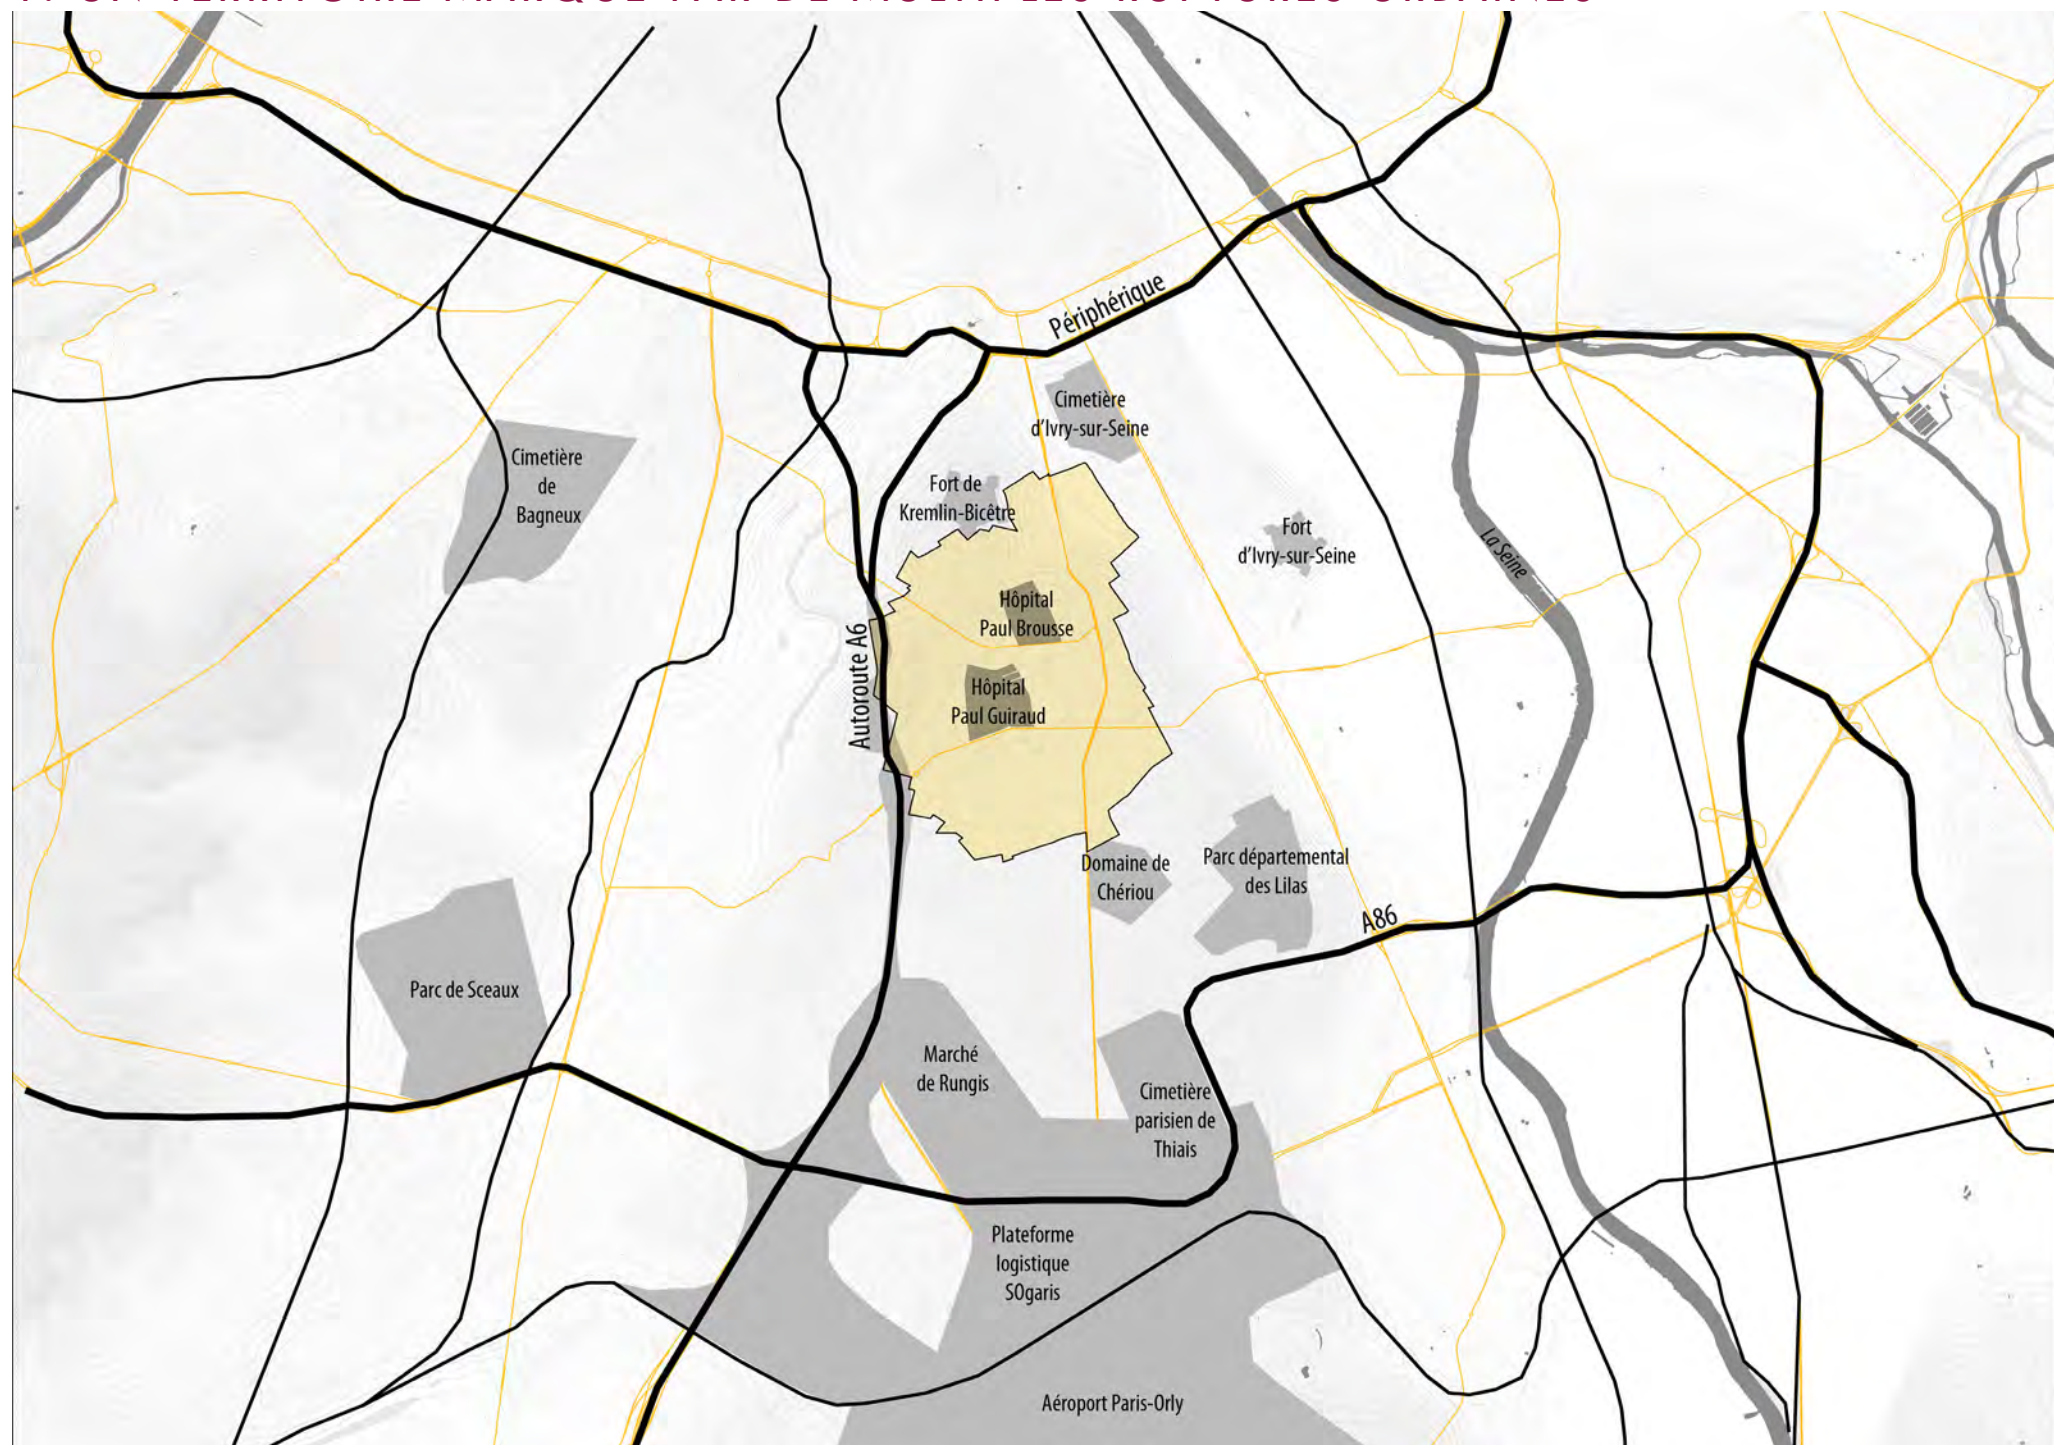 Périphérique
Cimetière
d'Ivry-sur-Seine
Cimetière
de
Bagneux
Fort de
Kremlin-Bicêtre
Fort
d'Ivry-sur-Seine
La Seine
Hôpital
Paul Brousse
Autoroute A6
Hôpital
Paul Guiraud
Domaine de
Chériou
Parc départemental
des Lilas
A86
Parc de Sceaux
Marché
de Rungis
Cimetière
parisien de
Thiais
Plateforme
logistique
SOgaris
Aéroport Paris-Orly